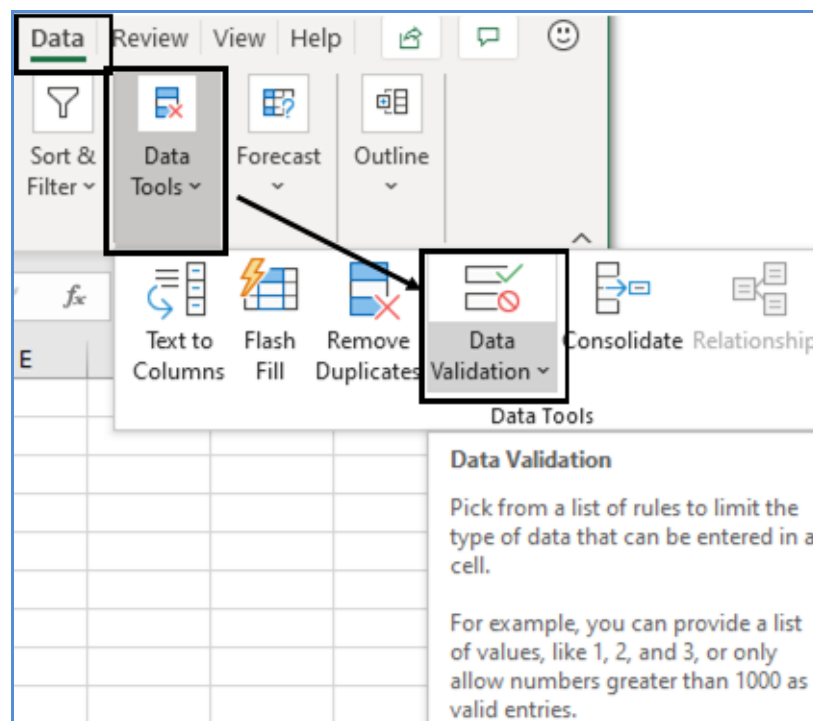 Data Review View Help
Sort & Data Forecast Outline
Filter Tools
fx
Text to Flash Remove Data Consolidate Relationship
Columns Fill Duplicates Validation
E
Data Tools
Data Validation
Pick from a list of rules to limit the
type of data that can be entered in a
cell.
For example, you can provide a list
of values, like 1, 2, and 3, or only
allow numbers greater than 1000 as
valid entries.